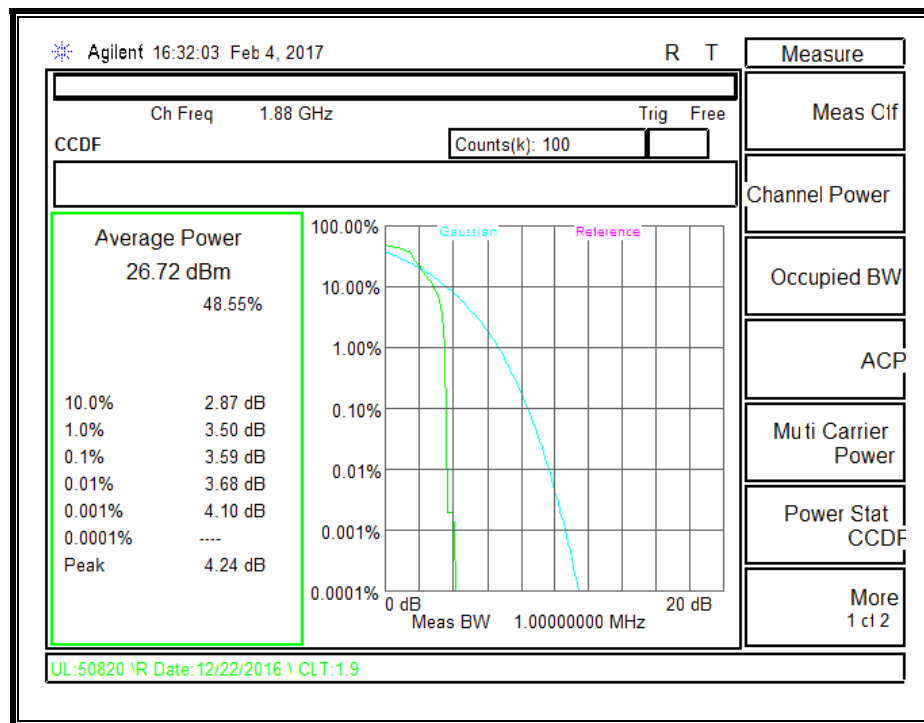 Agilent 16:32:03 Feb 4, 2017 R T
Measure
Ch Freq 1.88 GHz Trig Free
CCDF Counts(k): 100
Meas Off
Channel Power
Occupied BW
ACP
Multi Carrier
Power
Power Stat
CCDF
More
1 of 2
Average Power
26.72 dBm
48.55%
10.0% 2.87 dB
1.0% 3.50 dB
0.1% 3.59 dB
0.01% 3.68 dB
0.001% 4.10 dB
0.0001% ----
Peak 4.24 dB
Gaussian Reference
100.00%
10.00%
1.00%
0.10%
0.01%
0.001%
0.0001%
0 dB 20 dB
Meas BW 1.00000000 MHz
UL:50820 \R Date:12/22/2016 \ CLT:1.9